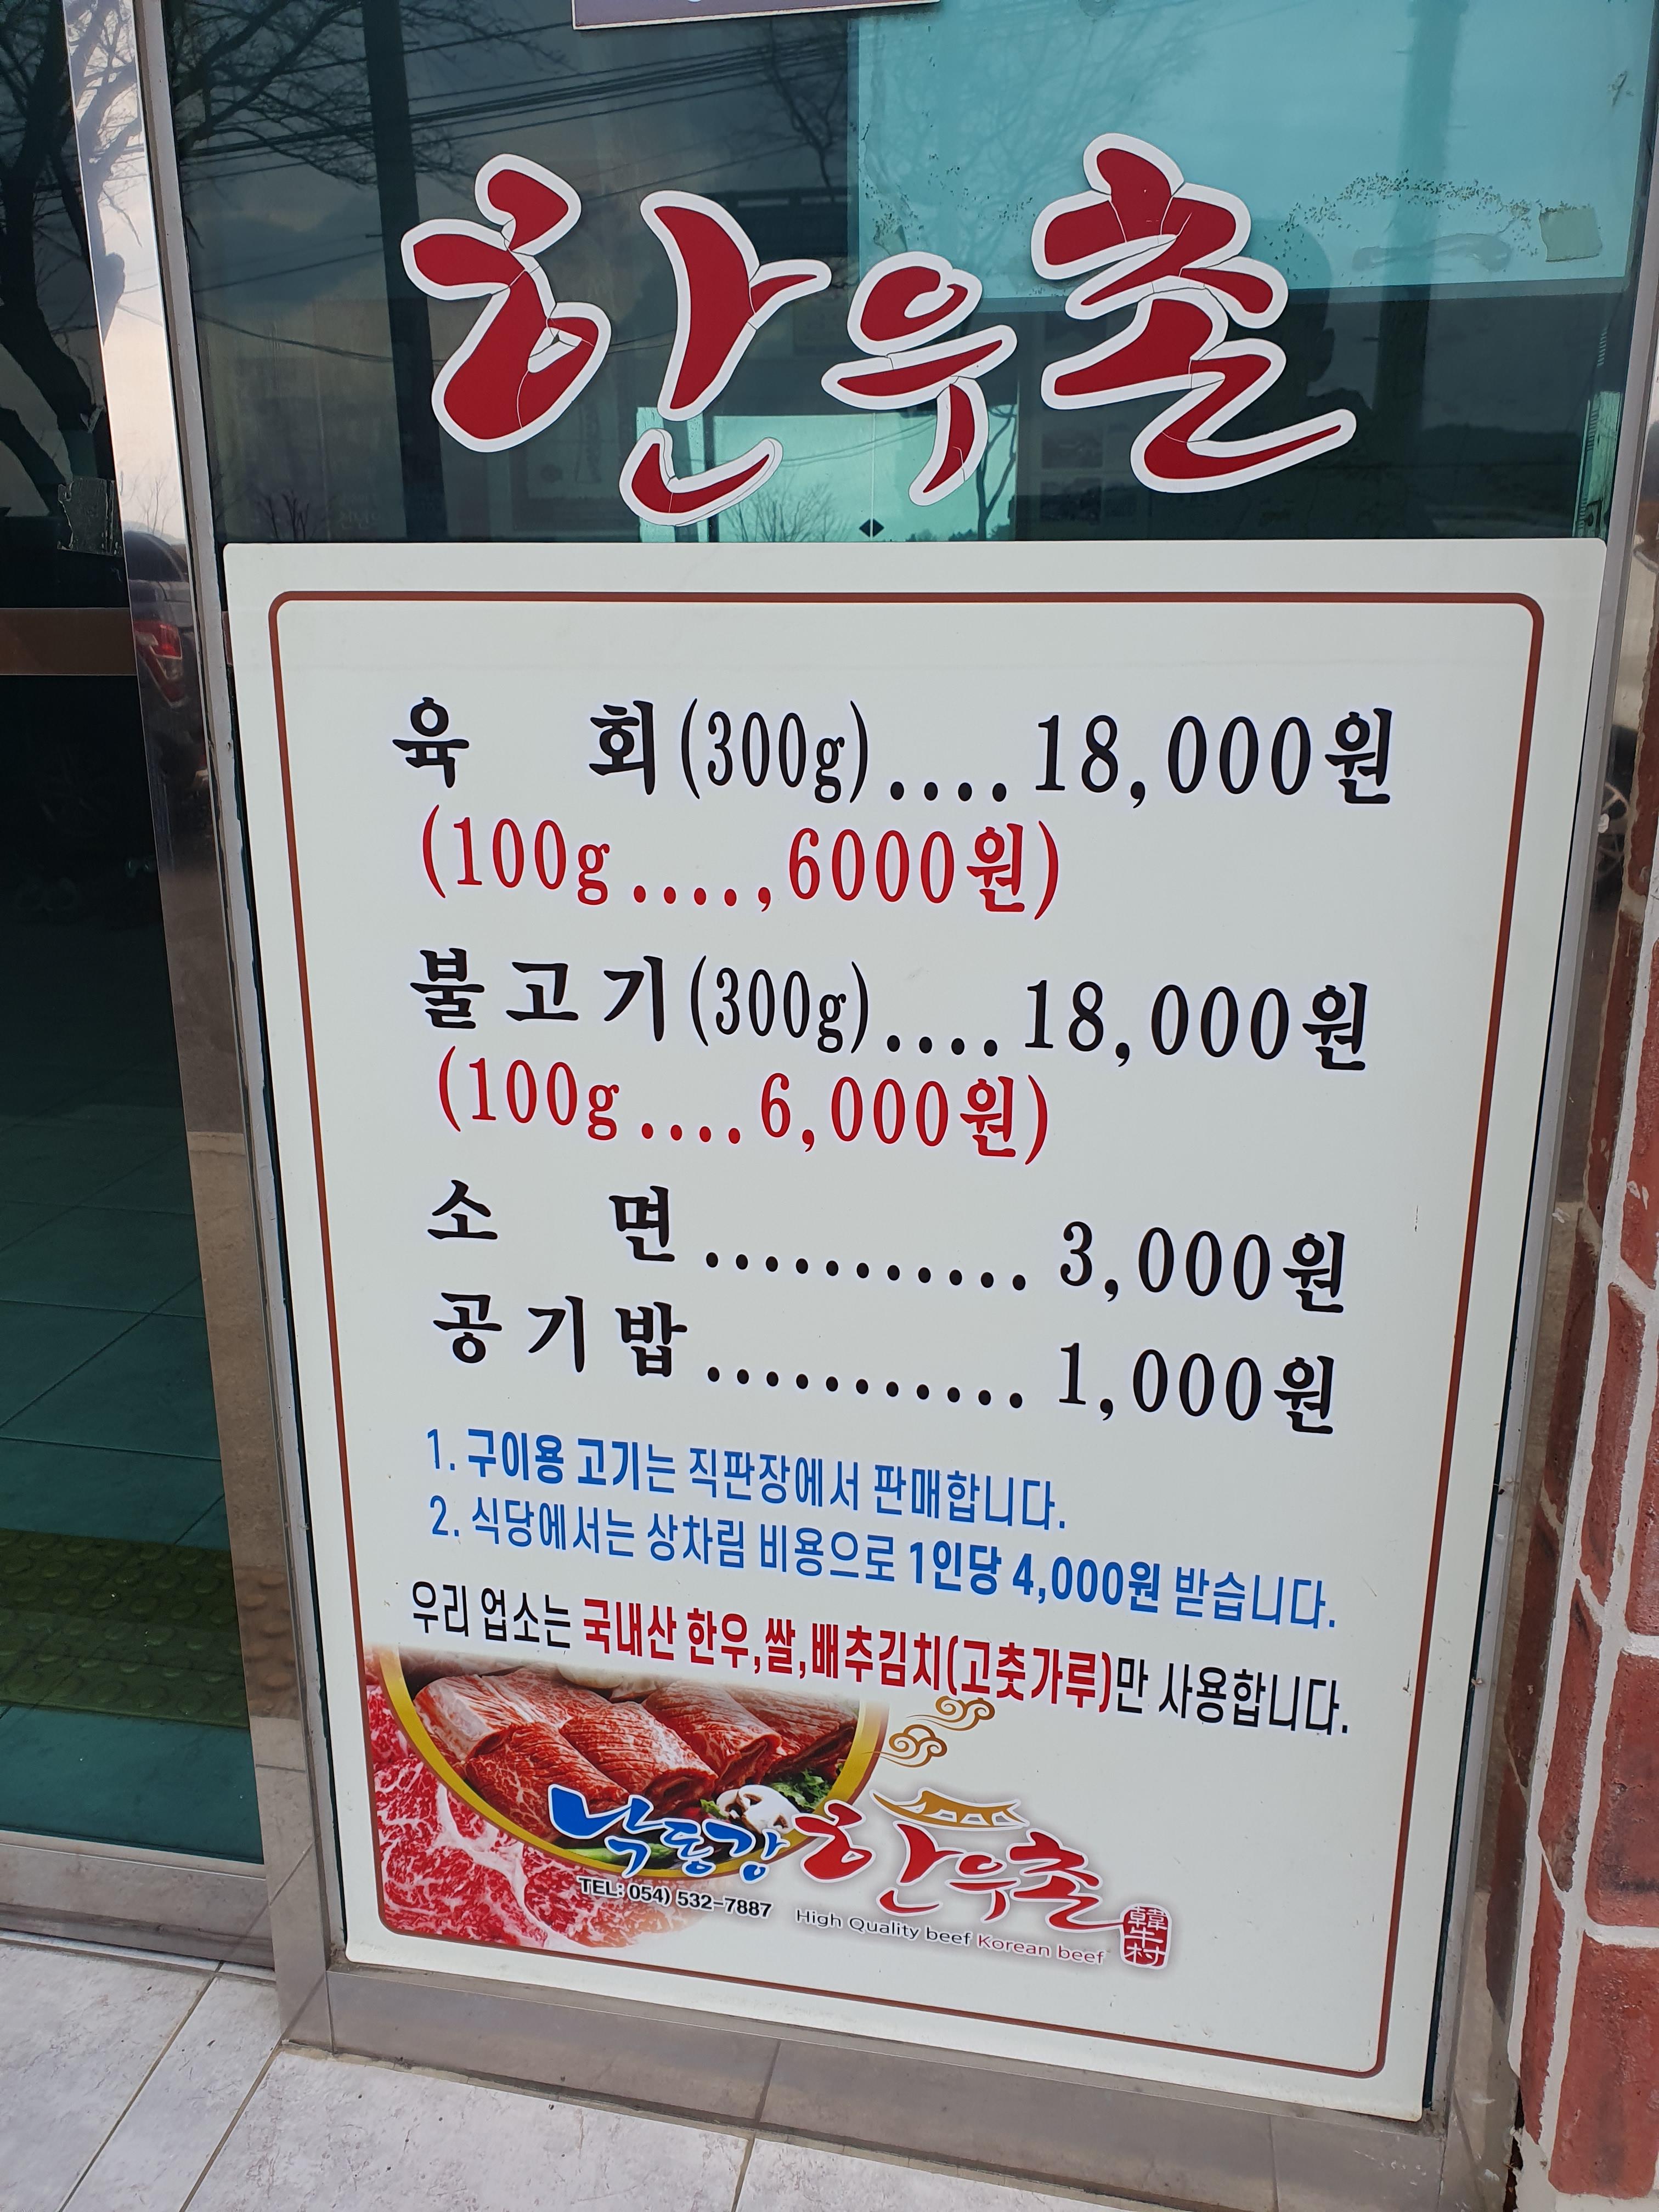 한우촌
육 회(300g)....18,000원
(100g.....,6000원)
불고기(300g)....18,000원
(100g....6,000원)
소 면...........3,000원
공기밥...........1,000원
1. 구이용 고기는 직판장에서 판매합니다.
2. 식당에서는 상차림 비용으로 1인당 4,000원 받습니다.
우리 업소는 국내산 한우,쌀,배추김치(고춧가루)만 사용합니다.
낙동강 한우촌
TEL: 054) 532-7887
High Quality beef Korean beef
韓牛村